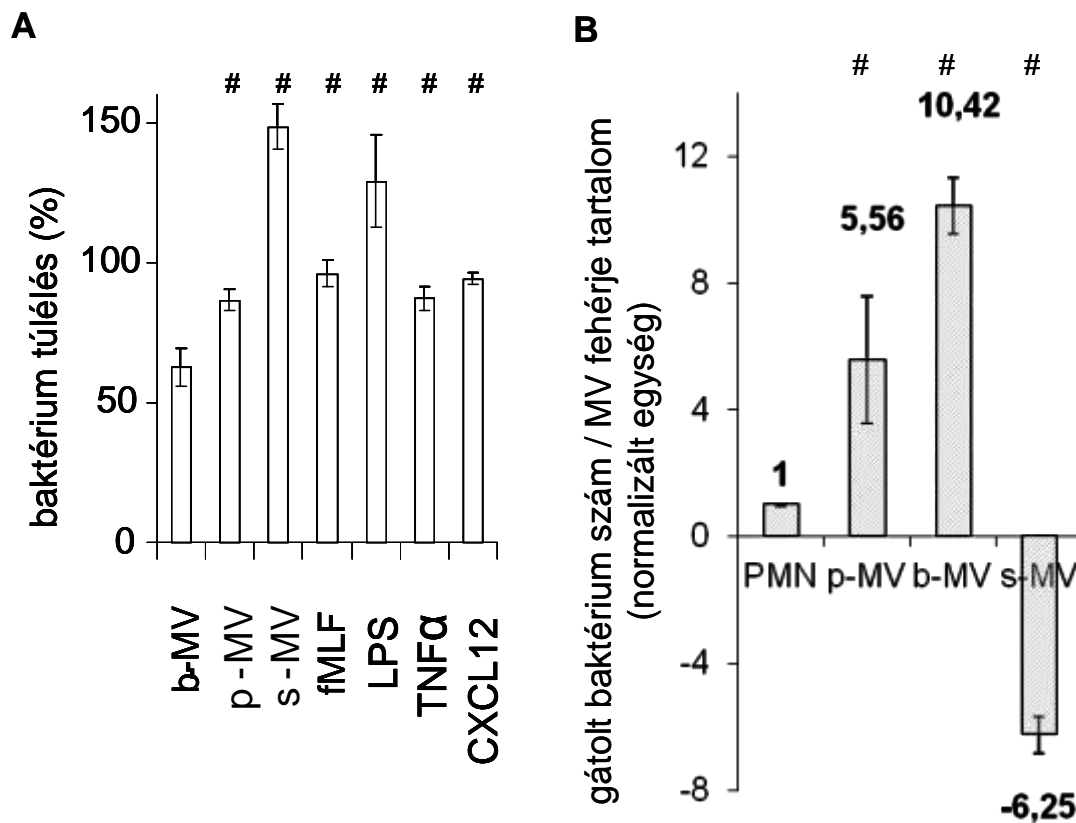 A
# # # # # #
baktérium túlélés (%)
150
100
50
0
b-MV
p-MV
s-MV
fMLF
LPS
TNFα
CXCL12
B
# # #
gátolt baktérium szám / MV fehérje tartalom
(normalizált egység)
12
8
4
0
-4
-8
1
5,56
10,42
-6,25
PMN p-MV b-MV s-MV